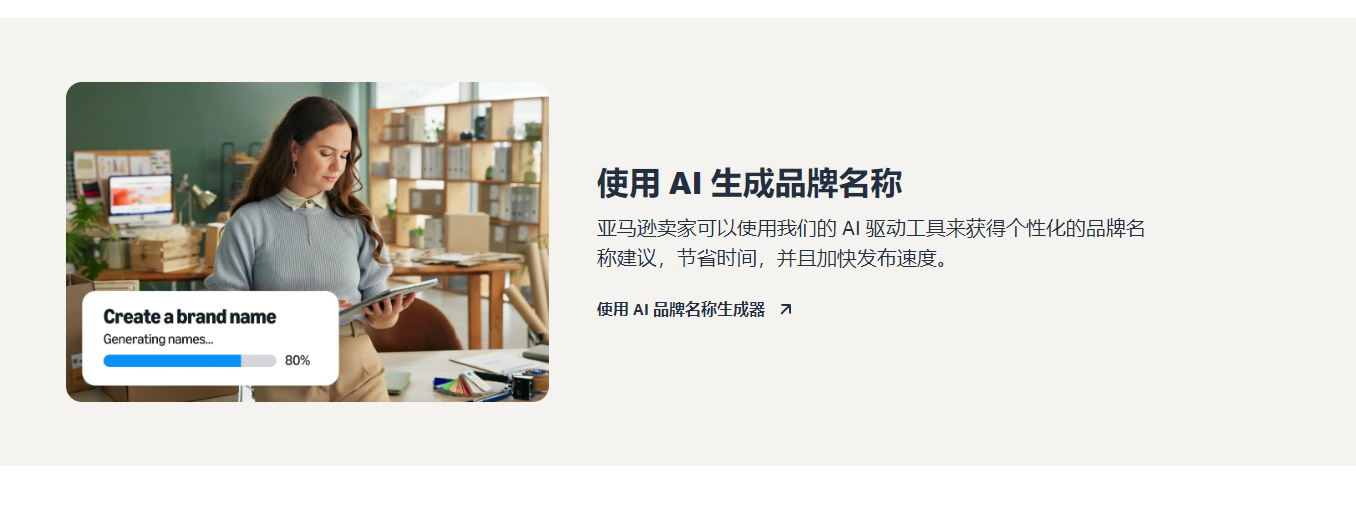 使用 AI 生成品牌名称
亚马逊卖家可以使用我们的 AI 驱动工具来获得个性化的品牌名
称建议，节省时间，并且加快发布速度。
使用 AI 品牌名称生成器
Create a brand name
Generating names...
80%